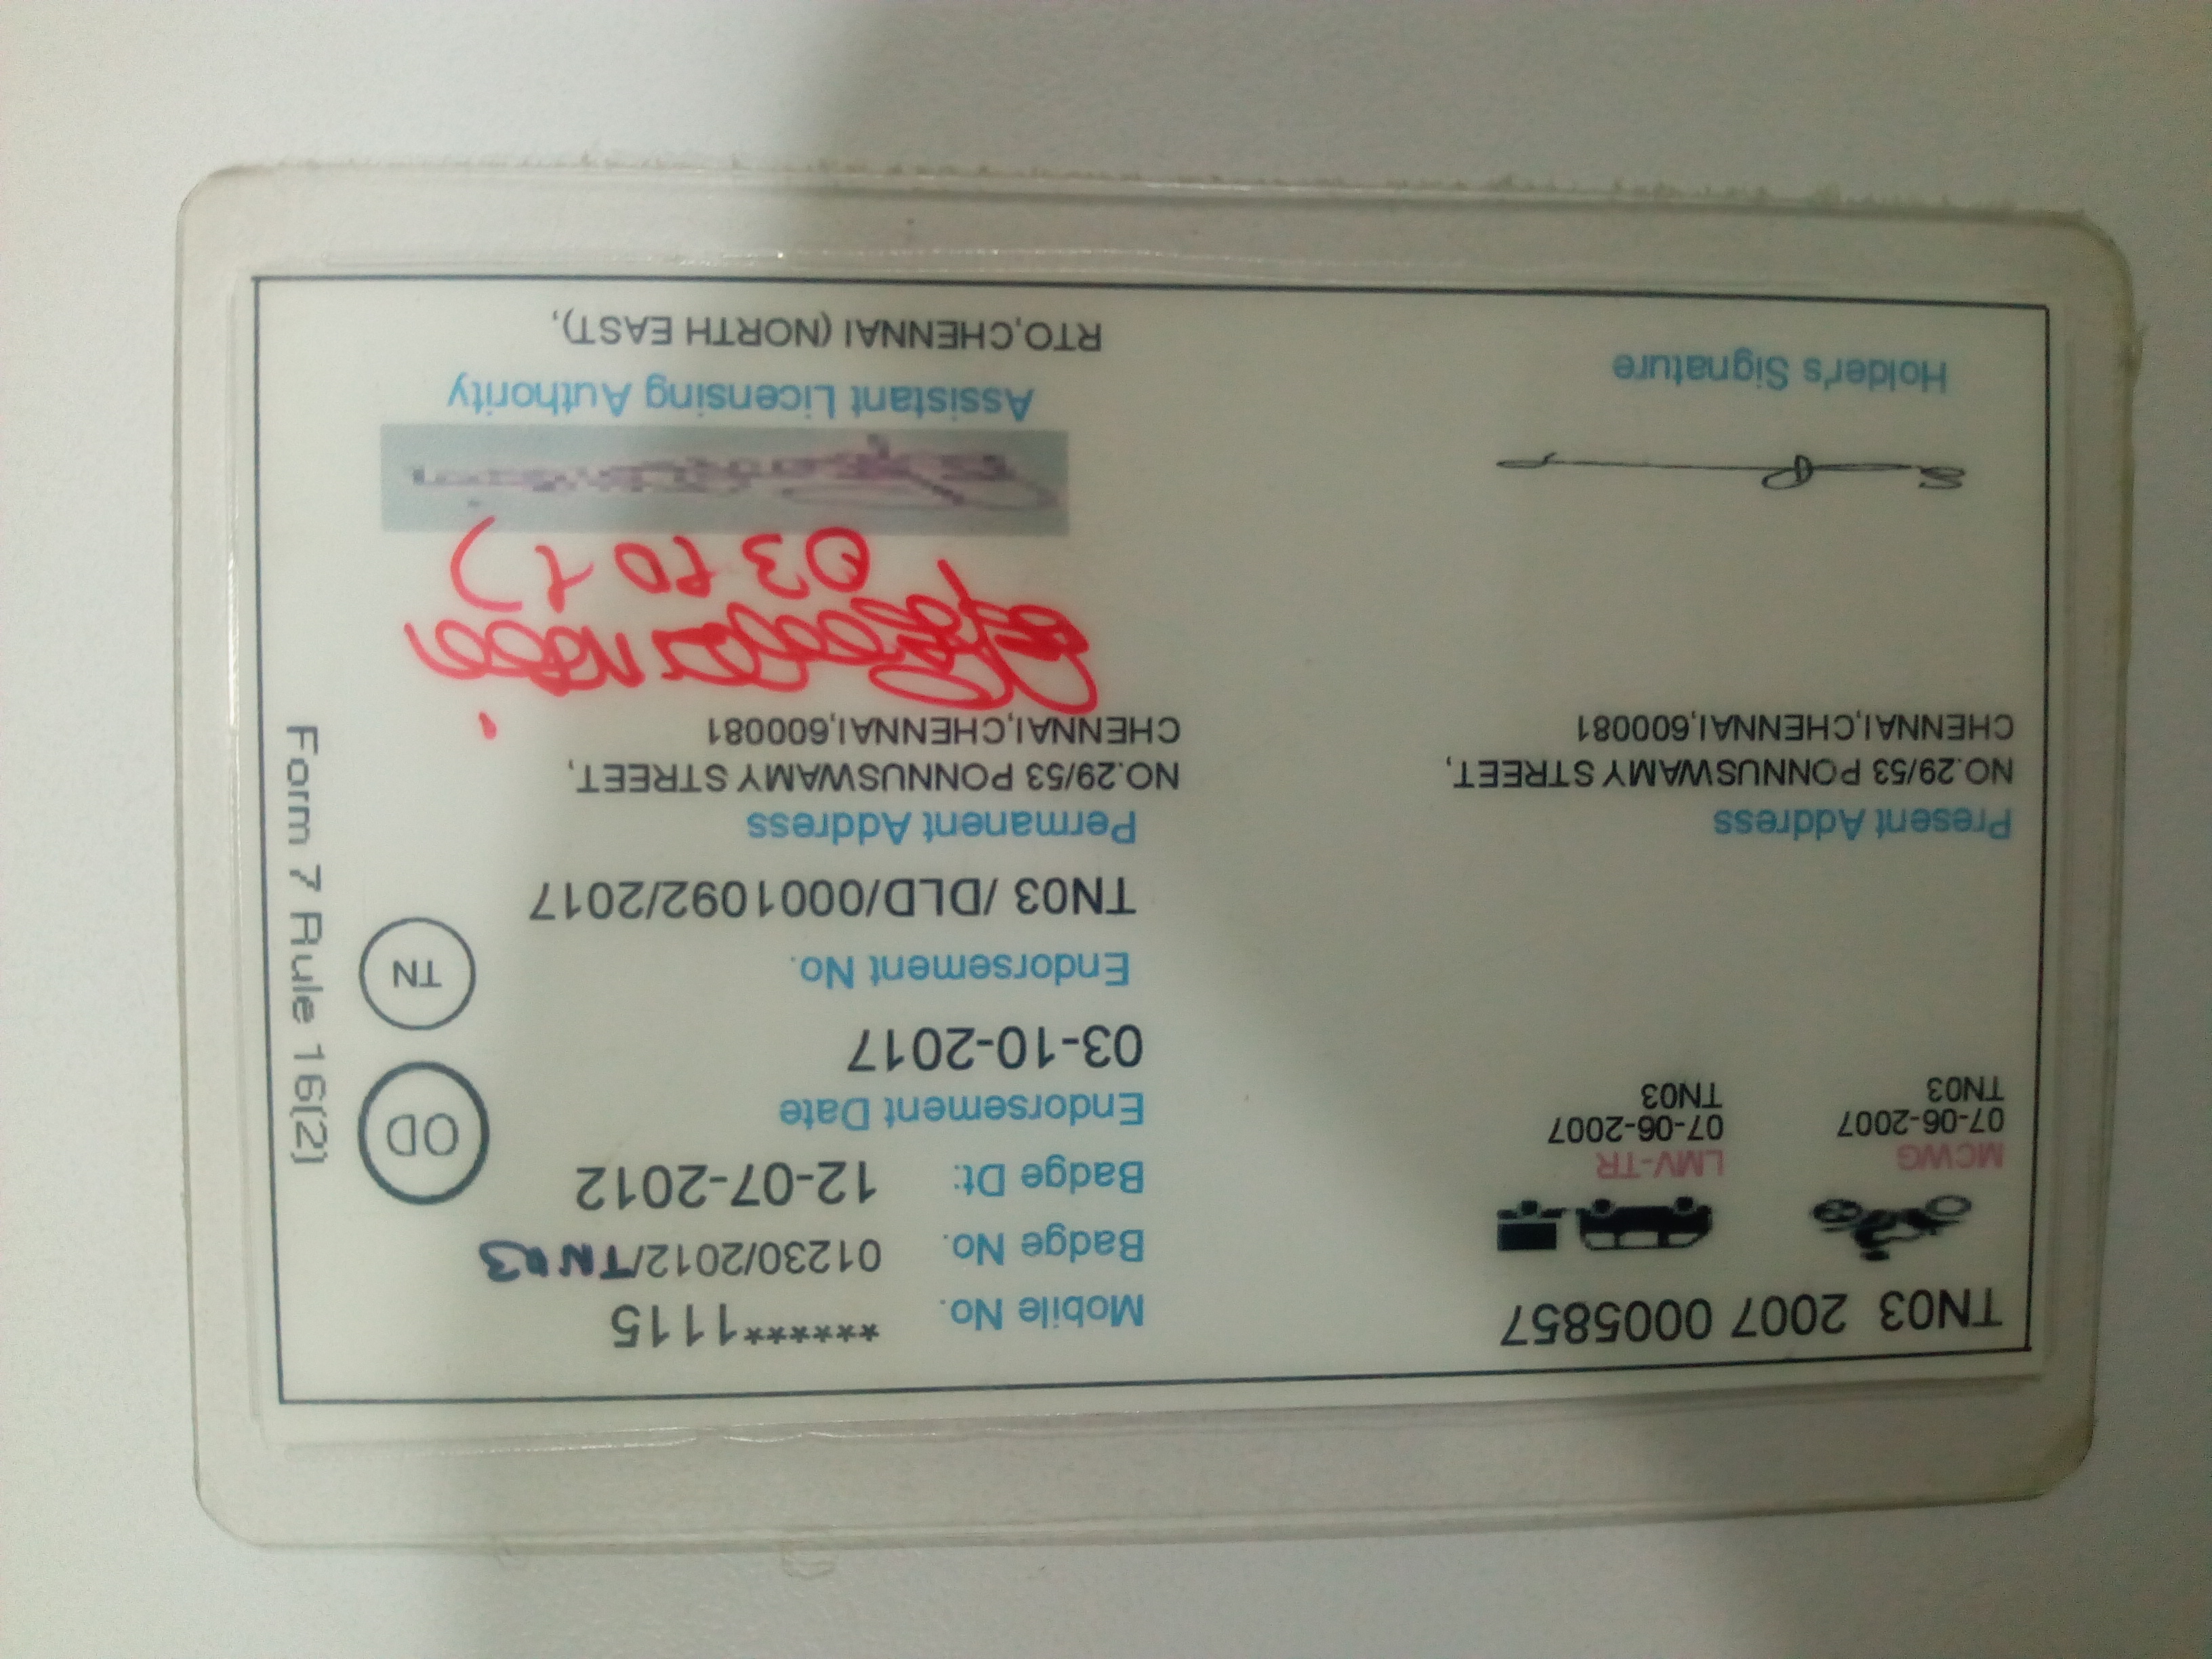 TN03 2007 0005857
MCWG
07-06-2007
TN03
LMV-TR
07-06-2007
TN03
Present Address
NO.29/53 PONNUSWAMY STREET,
CHENNAI,CHENNAI,600081
Holder's Signature
Mobile No. ******1115
Badge No. 01230/2012/TN03
Badge Dt: 12-07-2012
Endorsement Date
03-10-2017
Endorsement No.
TN03 /DLD/0001092/2017
Permanent Address
NO.29/53 PONNUSWAMY STREET,
CHENNAI,CHENNAI,600081
Assistant Licensing Authority
RTO,CHENNAI (NORTH EAST),
OD
TN
Form 7 Rule 16(2)